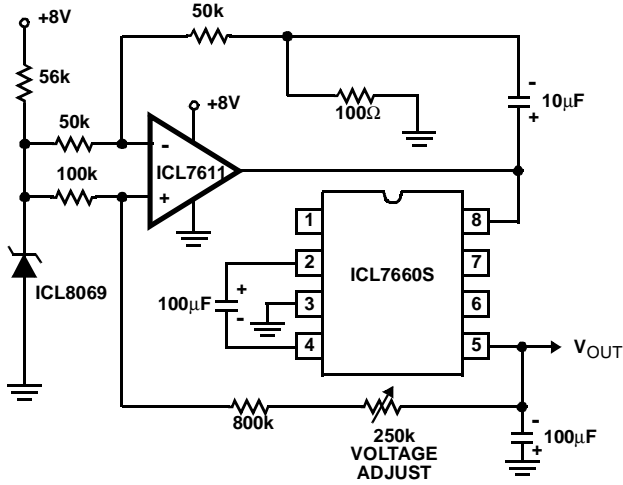 +8V
50k
56k
+8V
100Ω
-
10µF
+
50k
-
ICL7611
100k
+
1
8
2
ICL7660S
7
ICL8069
+
100µF
-
3
6
4
5
VOUT
800k
250k
VOLTAGE
ADJUST
-
100µF
+